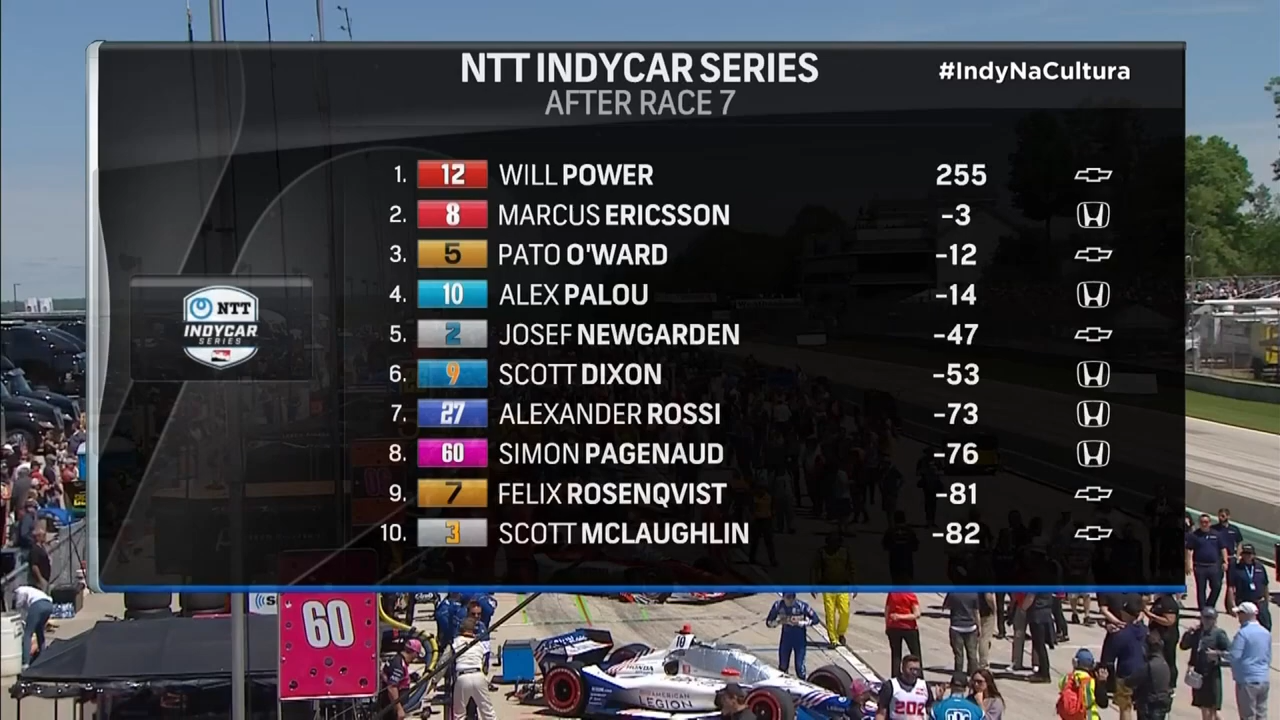 NTT INDYCAR SERIES
#IndyNaCultura
AFTER RACE 7
1. 12 WILL POWER 255
2. 8 MARCUS ERICSSON -3
3. 5 PATO O'WARD -12
4. 10 ALEX PALOU -14
5. 2 JOSEF NEWGARDEN -47
6. 9 SCOTT DIXON -53
7. 27 ALEXANDER ROSSI -73
8. 60 SIMON PAGENAUD -76
9. 7 FELIX ROSENQVIST -81
10. 3 SCOTT MCLAUGHLIN -82
NTT
INDYCAR
SERIES
60
10
HONDA
AMERICAN
LEGION